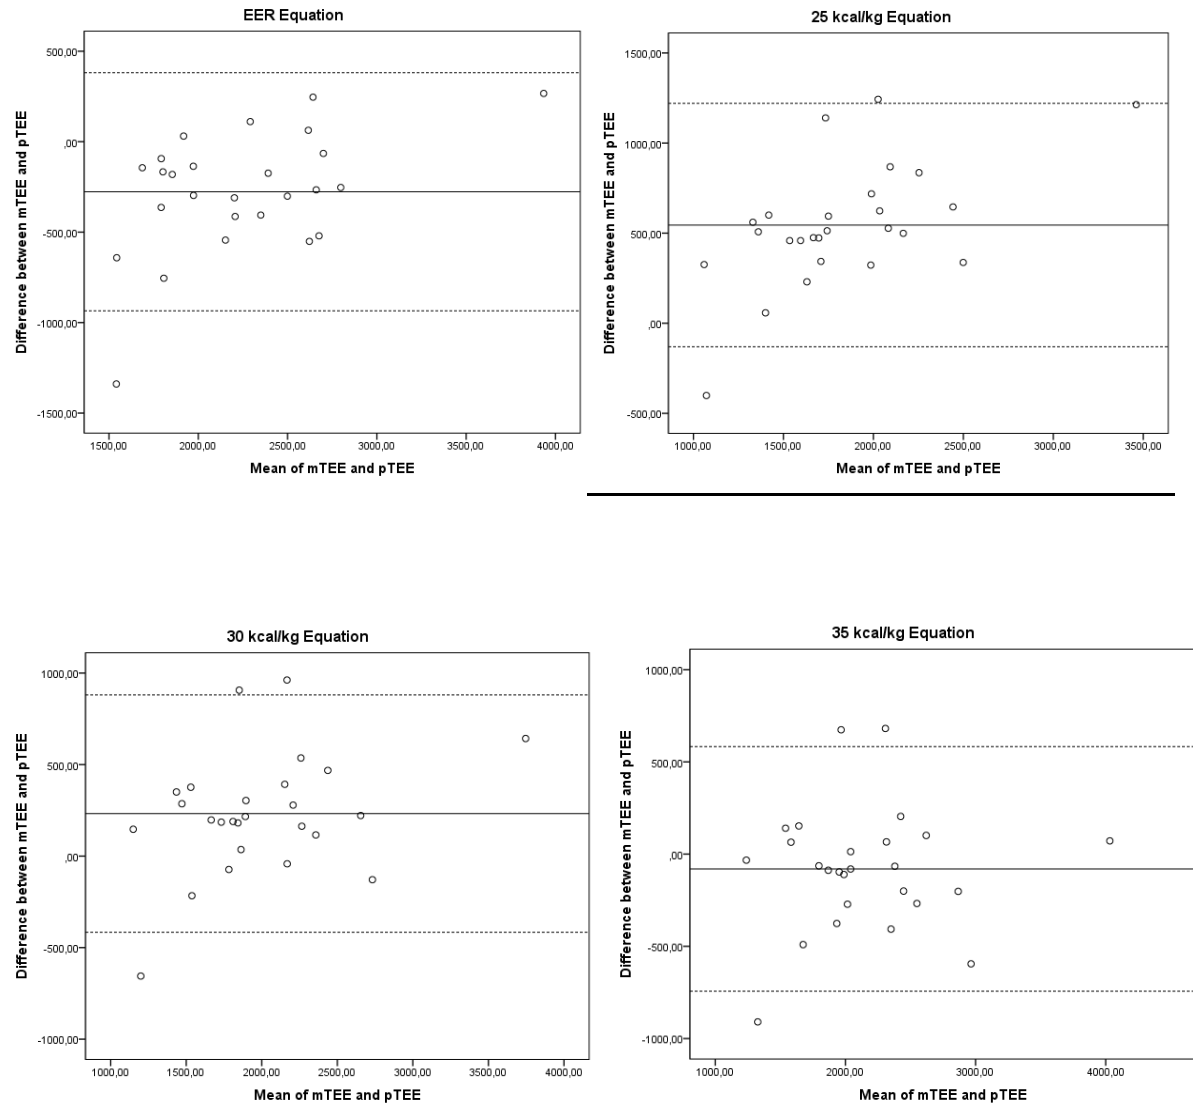 EER Equation
500,00
,00
-500,00
-1000,00
-1500,00
Difference between mTEE and pTEE
1500,00 2000,00 2500,00 3000,00 3500,00 4000,00
Mean of mTEE and pTEE
25 kcal/kg Equation
1500,00
1000,00
500,00
,00
-500,00
Difference between mTEE and pTEE
1000,00 1500,00 2000,00 2500,00 3000,00 3500,00
Mean of mTEE and pTEE
30 kcal/kg Equation
1000,00
500,00
,00
-500,00
-1000,00
Difference between mTEE and pTEE
1000,00 1500,00 2000,00 2500,00 3000,00 3500,00 4000,00
Mean of mTEE and pTEE
35 kcal/kg Equation
1000,00
500,00
,00
-500,00
-1000,00
Difference between mTEE and pTEE
1000,00 2000,00 3000,00 4000,00
Mean of mTEE and pTEE